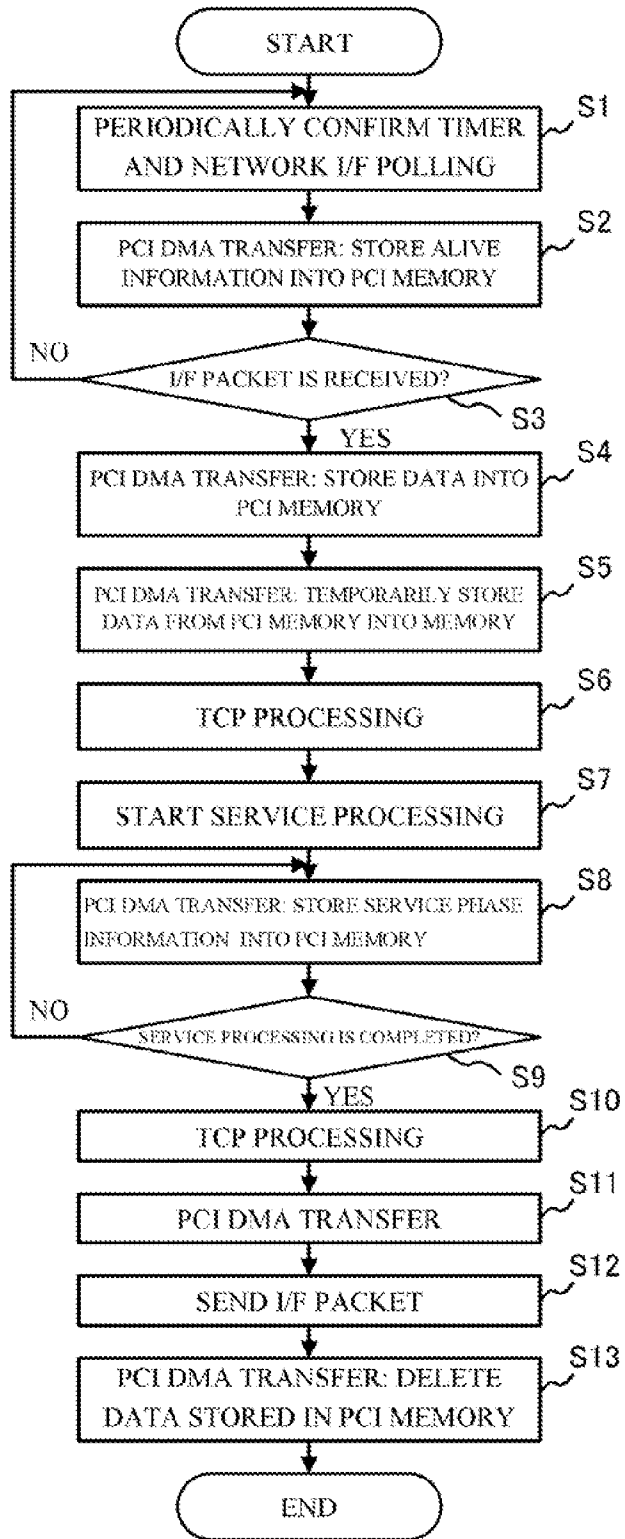 START
PERIODICALLY CONFIRM TIMER
AND NETWORK I/F POLLING
S1
PCI DMA TRANSFER: STORE ALIVE
INFORMATION INTO PCI MEMORY
S2
NO
I/F PACKET IS RECEIVED?
S3
YES
PCI DMA TRANSFER: STORE DATA INTO
PCI MEMORY
S4
PCI DMA TRANSFER: TEMPORARILY STORE
DATA FROM PCI MEMORY INTO MEMORY
S5
TCP PROCESSING
S6
START SERVICE PROCESSING
S7
PCI DMA TRANSFER: STORE SERVICE PHASE
INFORMATION INTO PCI MEMORY
S8
NO
SERVICE PROCESSING IS COMPLETED?
S9
YES
TCP PROCESSING
S10
PCI DMA TRANSFER
S11
SEND I/F PACKET
S12
PCI DMA TRANSFER: DELETE
DATA STORED IN PCI MEMORY
S13
END